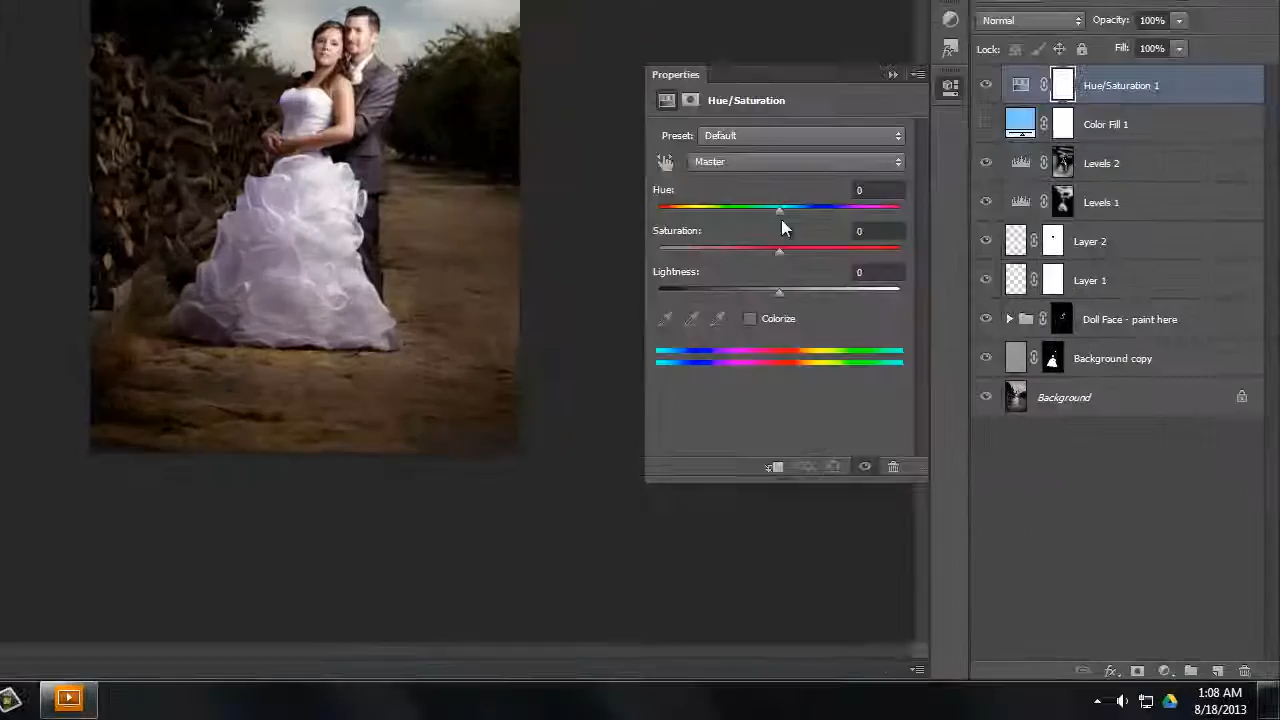 Normal Opacity: 100%
Lock: Fill: 100%
Properties
Hue/Saturation
Preset: Default
Master
Hue: 0
Saturation: 0
Lightness: 0
Colorize
Hue/Saturation 1
Color Fill 1
Levels 2
Levels 1
Layer 2
Layer 1
Doll Face - paint here
Background copy
Background
fx
1:08 AM
8/18/2013